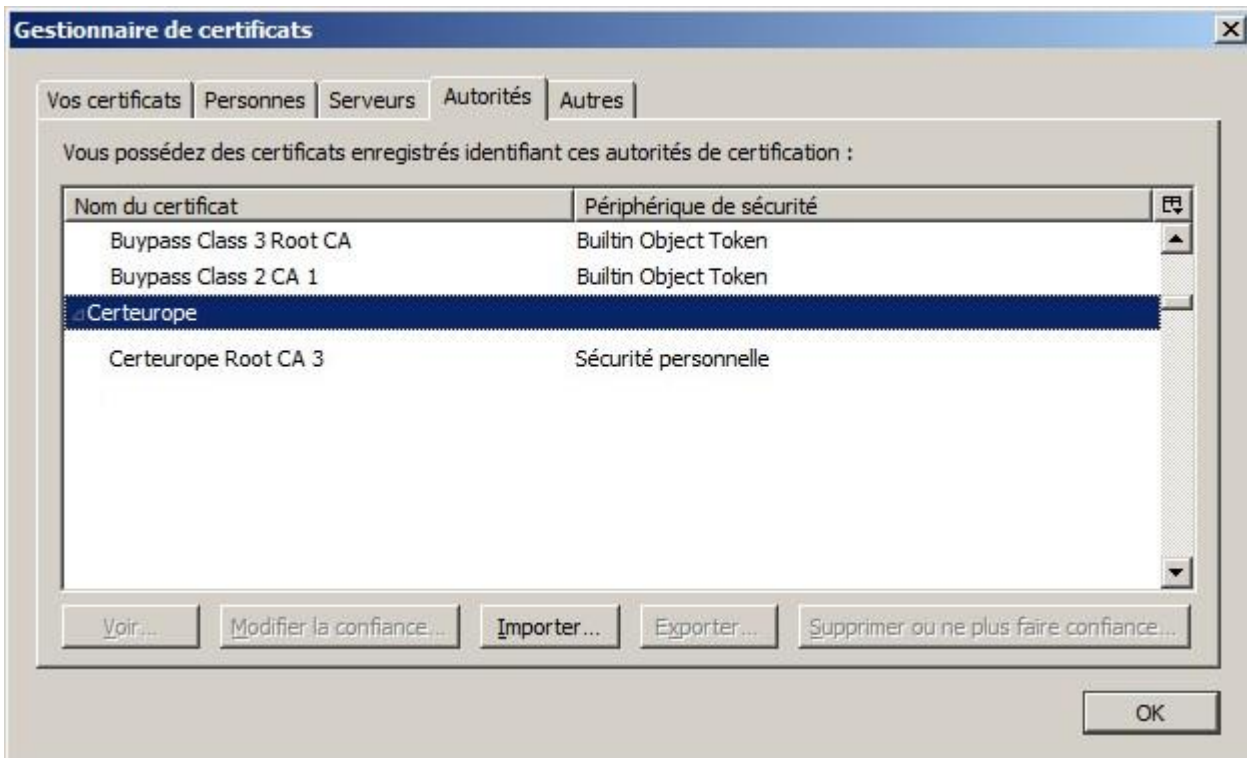 Gestionnaire de certificats
Vos certificats Personnes Serveurs Autorités Autres
Vous possédez des certificats enregistrés identifiant ces autorités de certification :
Nom du certificat Périphérique de sécurité
Buypass Class 3 Root CA Builtin Object Token
Buypass Class 2 CA 1 Builtin Object Token
Certeurope
Certeurope Root CA 3 Sécurité personnelle
Voir... Modifier la confiance... Importer... Exporter... Supprimer ou ne plus faire confiance...
OK